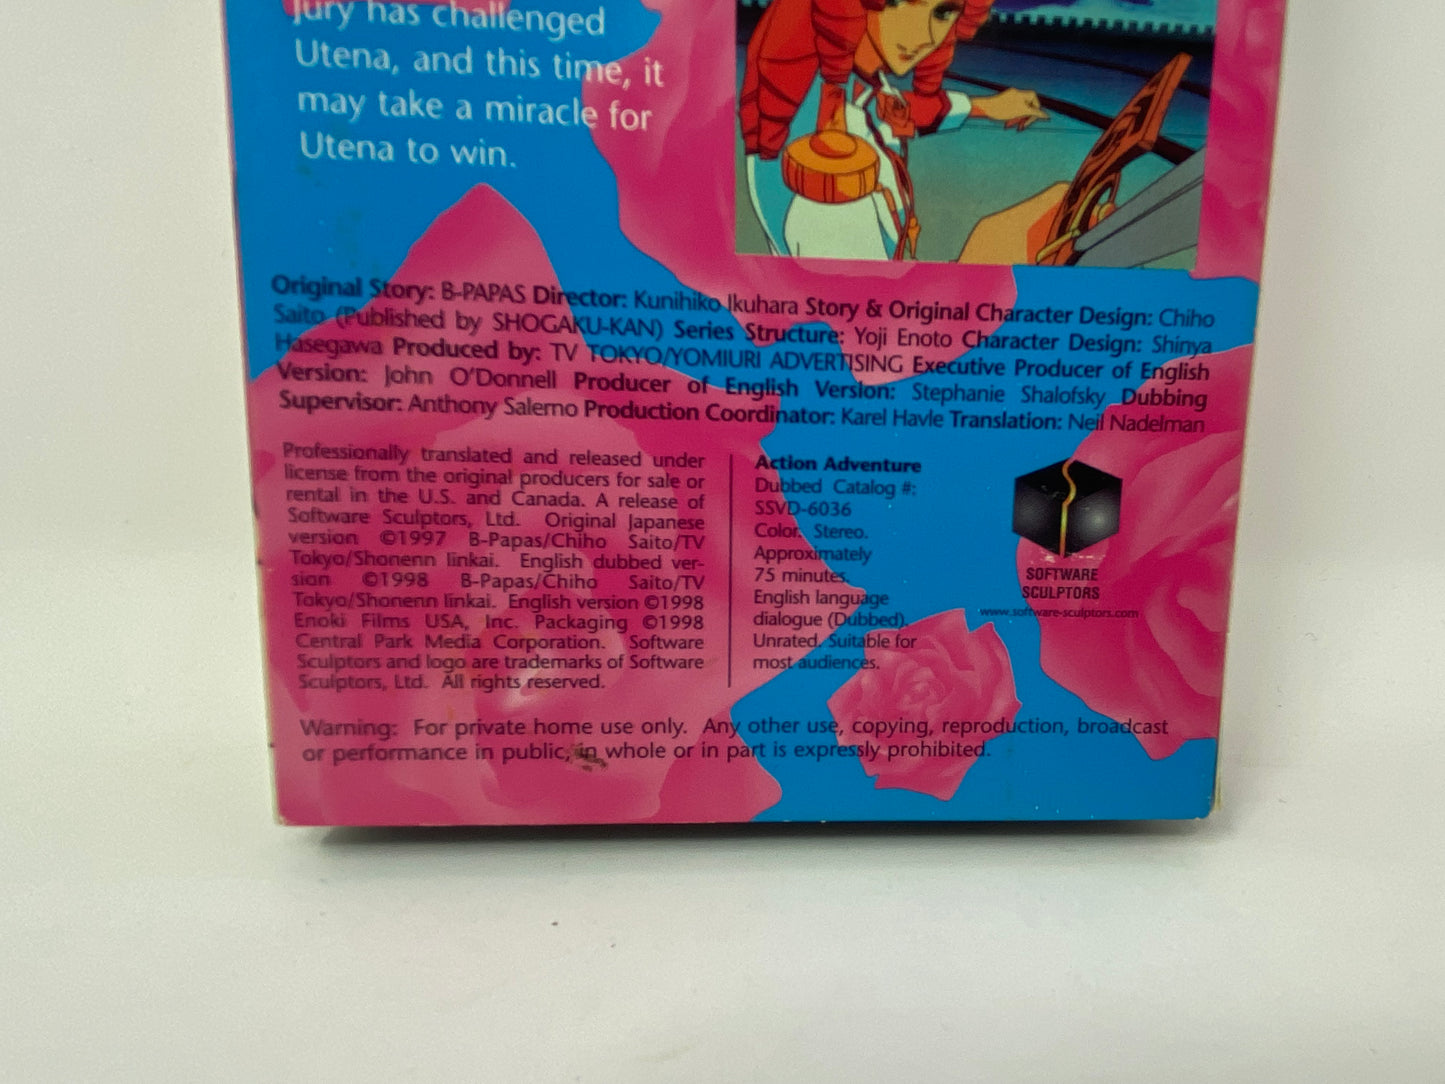 Jury has challenged
Utena, and this time, it
may take a miracle for
Utena to win.
Original Story: B-PAPAS Director: Kunihiko Ikuhara Story & Original Character Design: Chiho
Saito (Published by SHOGAKU-KAN) Series Structure: Yoji Enoto Character Design: Shinya
Hasegawa Produced by: TV TOKYO/YOMIURI ADVERTISING Executive Producer of English
Version: John O'Donnell Producer of English Version: Stephanie Shalofsky Dubbing
Supervisor: Anthony Salerno Production Coordinator: Karel Havle Translation: Neil Nadelman
Professionally translated and released under
license from the original producers for sale or
rental in the U.S. and Canada. A release of
Software Sculptors, Ltd. Original Japanese
version ©1997 B-Papas/Chiho Saito/TV
Tokyo/Shonenn Iinkai. English dubbed ver-
sion ©1998 B-Papas/Chiho Saito/TV
Tokyo/Shonenn Iinkai. English version ©1998
Enoki Films USA, Inc. Packaging ©1998
Central Park Media Corporation. Software
Sculptors and logo are trademarks of Software
Sculptors, Ltd. All rights reserved.
Action Adventure
Dubbed Catalog #:
SSVD-6036
Color. Stereo.
Approximately
75 minutes.
English language
dialogue (Dubbed).
Unrated. Suitable for
most audiences.
SOFTWARE
SCULPTORS
www.software-sculptors.com
Warning: For private home use only. Any other use, copying, reproduction, broadcast
or performance in public, in whole or in part is expressly prohibited.